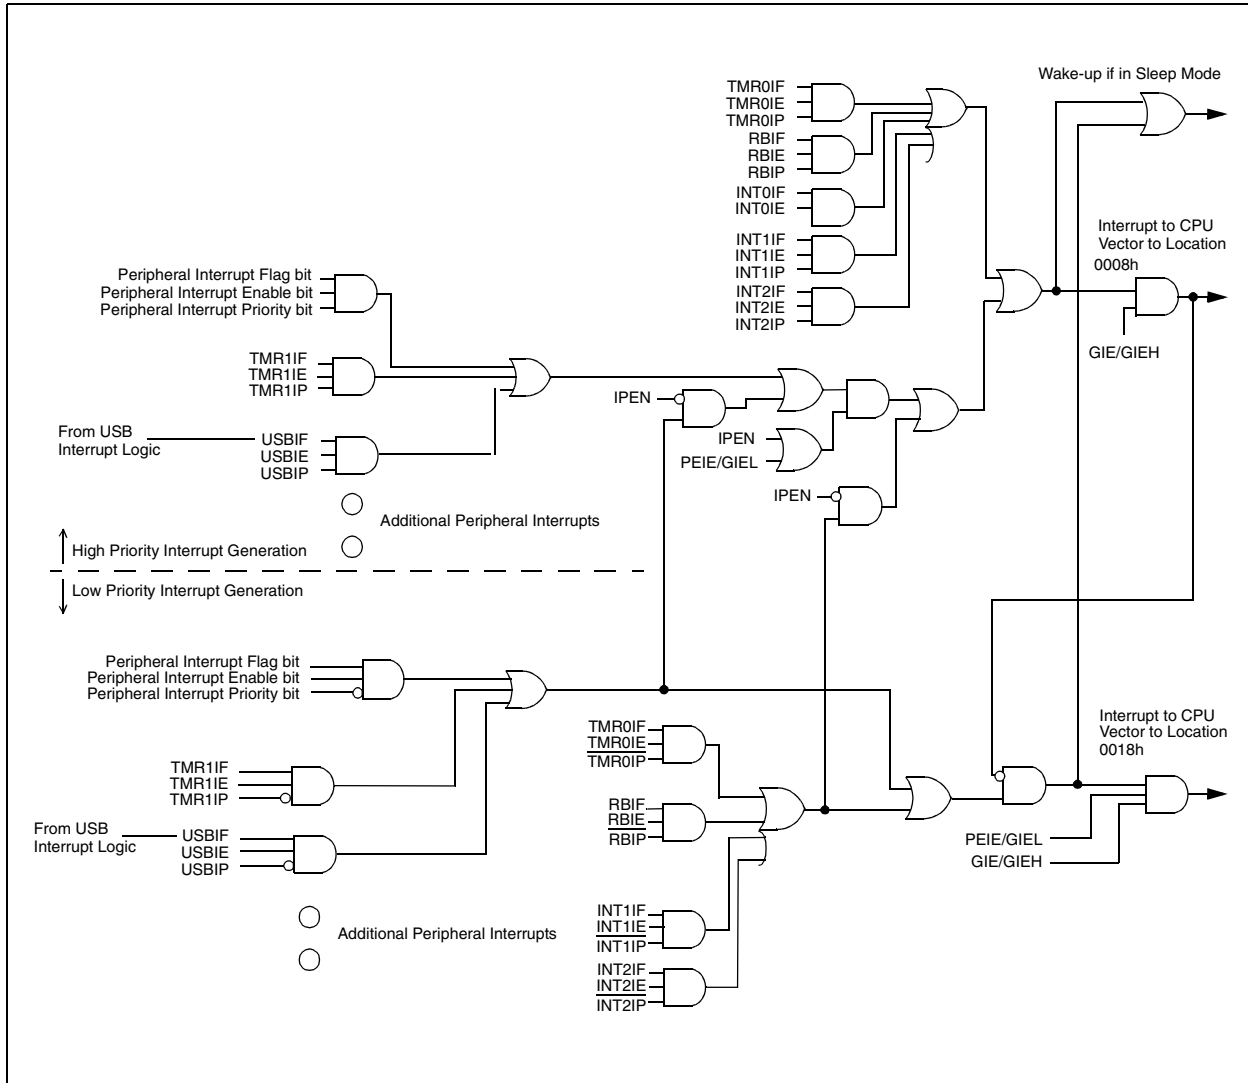 Wake-up if in Sleep Mode
TMR0IF
TMR0IE
TMR0IP
RBIF
RBIE
RBIP
INT0IF
INT0IE
INT1IF
INT1IE
INT1IP
INT2IF
INT2IE
INT2IP
Interrupt to CPU
Vector to Location
0008h
GIE/GIEH
Peripheral Interrupt Flag bit
Peripheral Interrupt Enable bit
Peripheral Interrupt Priority bit
TMR1IF
TMR1IE
TMR1IP
From USB
Interrupt Logic
USBIF
USBIE
USBIP
IPEN
IPEN
PEIE/GIEL
IPEN
Additional Peripheral Interrupts
High Priority Interrupt Generation
Low Priority Interrupt Generation
Peripheral Interrupt Flag bit
Peripheral Interrupt Enable bit
Peripheral Interrupt Priority bit
TMR1IF
TMR1IE
TMR1IP
From USB
Interrupt Logic
USBIF
USBIE
USBIP
Additional Peripheral Interrupts
TMR0IF
TMR0IE
TMR0IP
RBIF
RBIE
RBIP
INT1IF
INT1IE
INT1IP
INT2IF
INT2IE
INT2IP
Interrupt to CPU
Vector to Location
0018h
PEIE/GIEL
GIE/GIEH